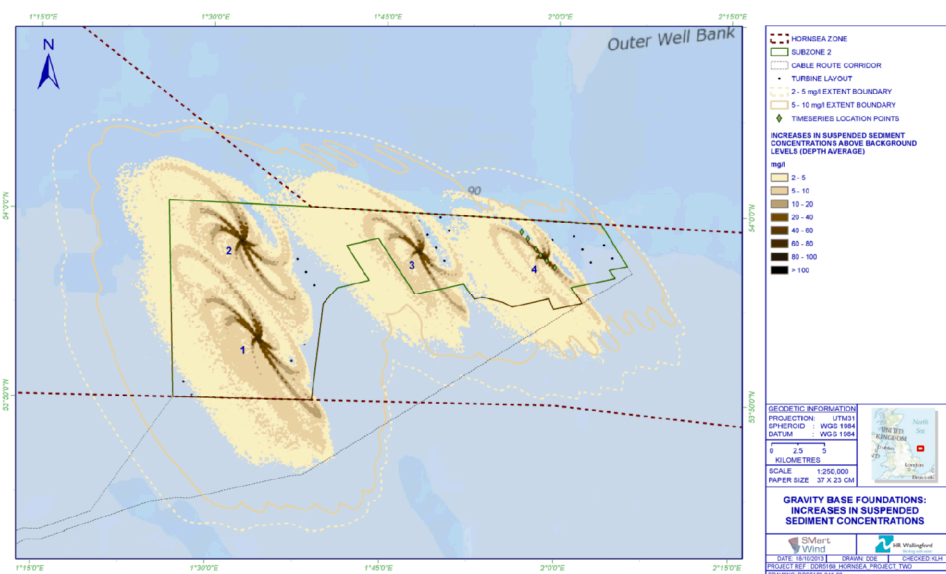 1°15'0"E
1°30'0"E
1°45'0"E
2°0'0"E
2°15'0"E
N
Outer Well Bank
90
54°0'0"N
54°0'0"N
53°50'0"N
2
3
4
1
1°15'0"E
1°30'0"E
1°45'0"E
2°0'0"E
2°15'0"E
HORNSEA ZONE
SUBZONE 2
CABLE ROUTE CORRIDOR
TURBINE LAYOUT
2 - 5 mg/l EXTENT BOUNDARY
5 - 10 mg/l EXTENT BOUNDARY
TIMESERIES LOCATION POINTS
INCREASES IN SUSPENDED SEDIMENT
CONCENTRATIONS ABOVE BACKGROUND
LEVELS (DEPTH AVERAGE)
mg/l
2 - 5
5 - 10
10 - 20
20 - 40
40 - 60
60 - 80
80 - 100
> 100
GEODETIC INFORMATION
PROJECTION: UTM31
SPHEROID : WGS 1984
DATUM : WGS 1984
0 2.5 5
KILOMETRES
SCALE 1:250,000
PAPER SIZE 37 X 23 CM
UNITED
KINGDOM
North
Sea
London
GRAVITY BASE FOUNDATIONS:
INCREASES IN SUSPENDED
SEDIMENT CONCENTRATIONS
SMart
Wind
HR Wallingford
DATE: 18/10/2013 DRAWN: DDE CHECKED: KLH
PROJECT REF: DDR5168_HORNSEA_PROJECT_TWO